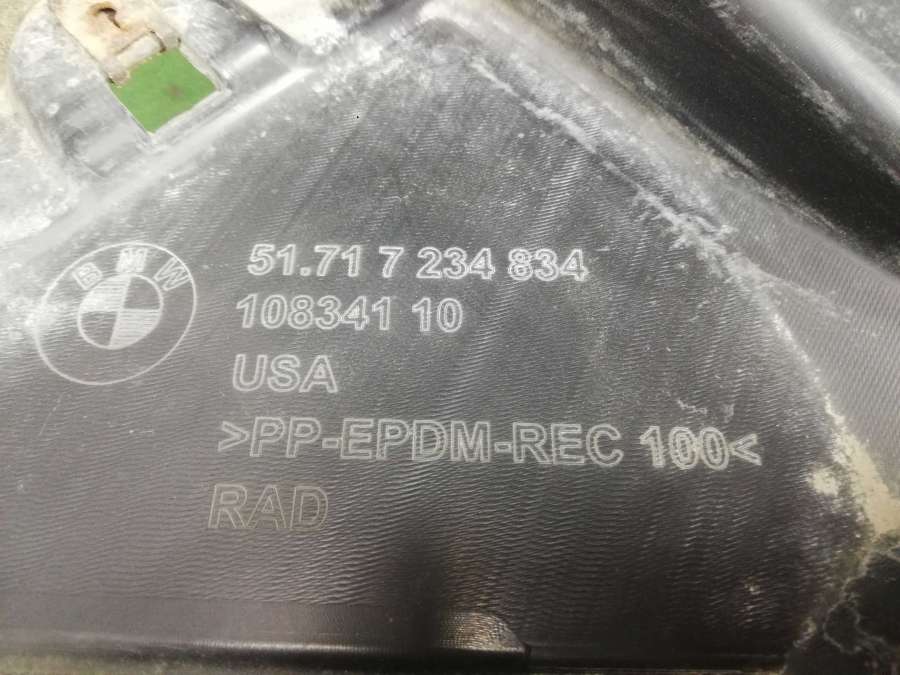 BMW
51.71 7 234 834
108341 10
USA
>PP-EPDM-REC 100<
RAD